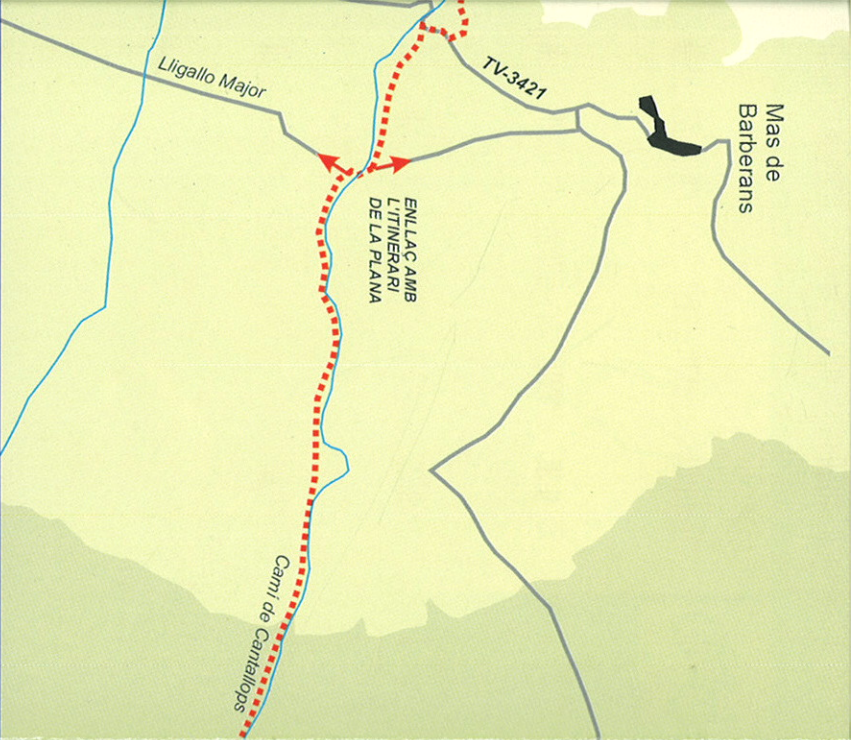 Lligallo Major
TV-3421
Mas de
Barberans
ENLLAÇ AMB
L'ITINERARI
DE LA PLANA
Camí de Cantallops